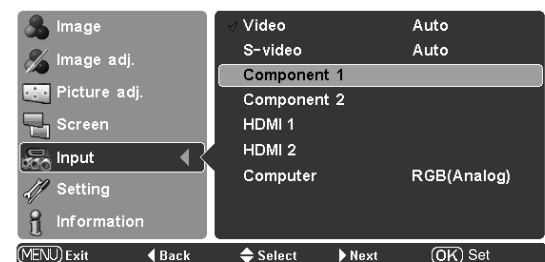 Image
Image adj.
Picture adj.
Screen
Input
Setting
Information
Video Auto
S-video Auto
Component 1
Component 2
HDMI 1
HDMI 2
Computer RGB(Analog)
MENU Exit Back Select Next OK Set